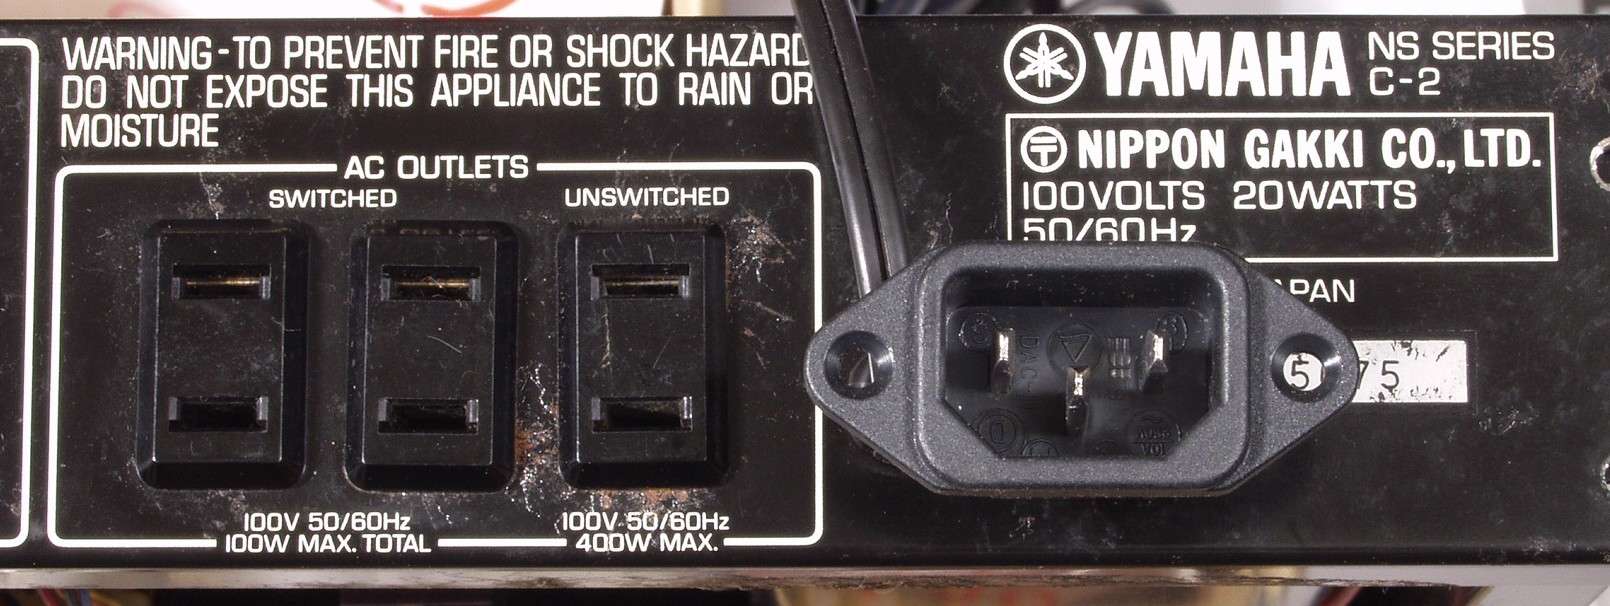 WARNING-TO PREVENT FIRE OR SHOCK HAZARD
DO NOT EXPOSE THIS APPLIANCE TO RAIN OR
MOISTURE
AC OUTLETS
SWITCHED
UNSWITCHED
100V 50/60Hz
100W MAX. TOTAL
100V 50/60Hz
400W MAX.
YAMAHA NS SERIES
C-2
NIPPON GAKKI CO., LTD.
100VOLTS 20WATTS
50/60Hz